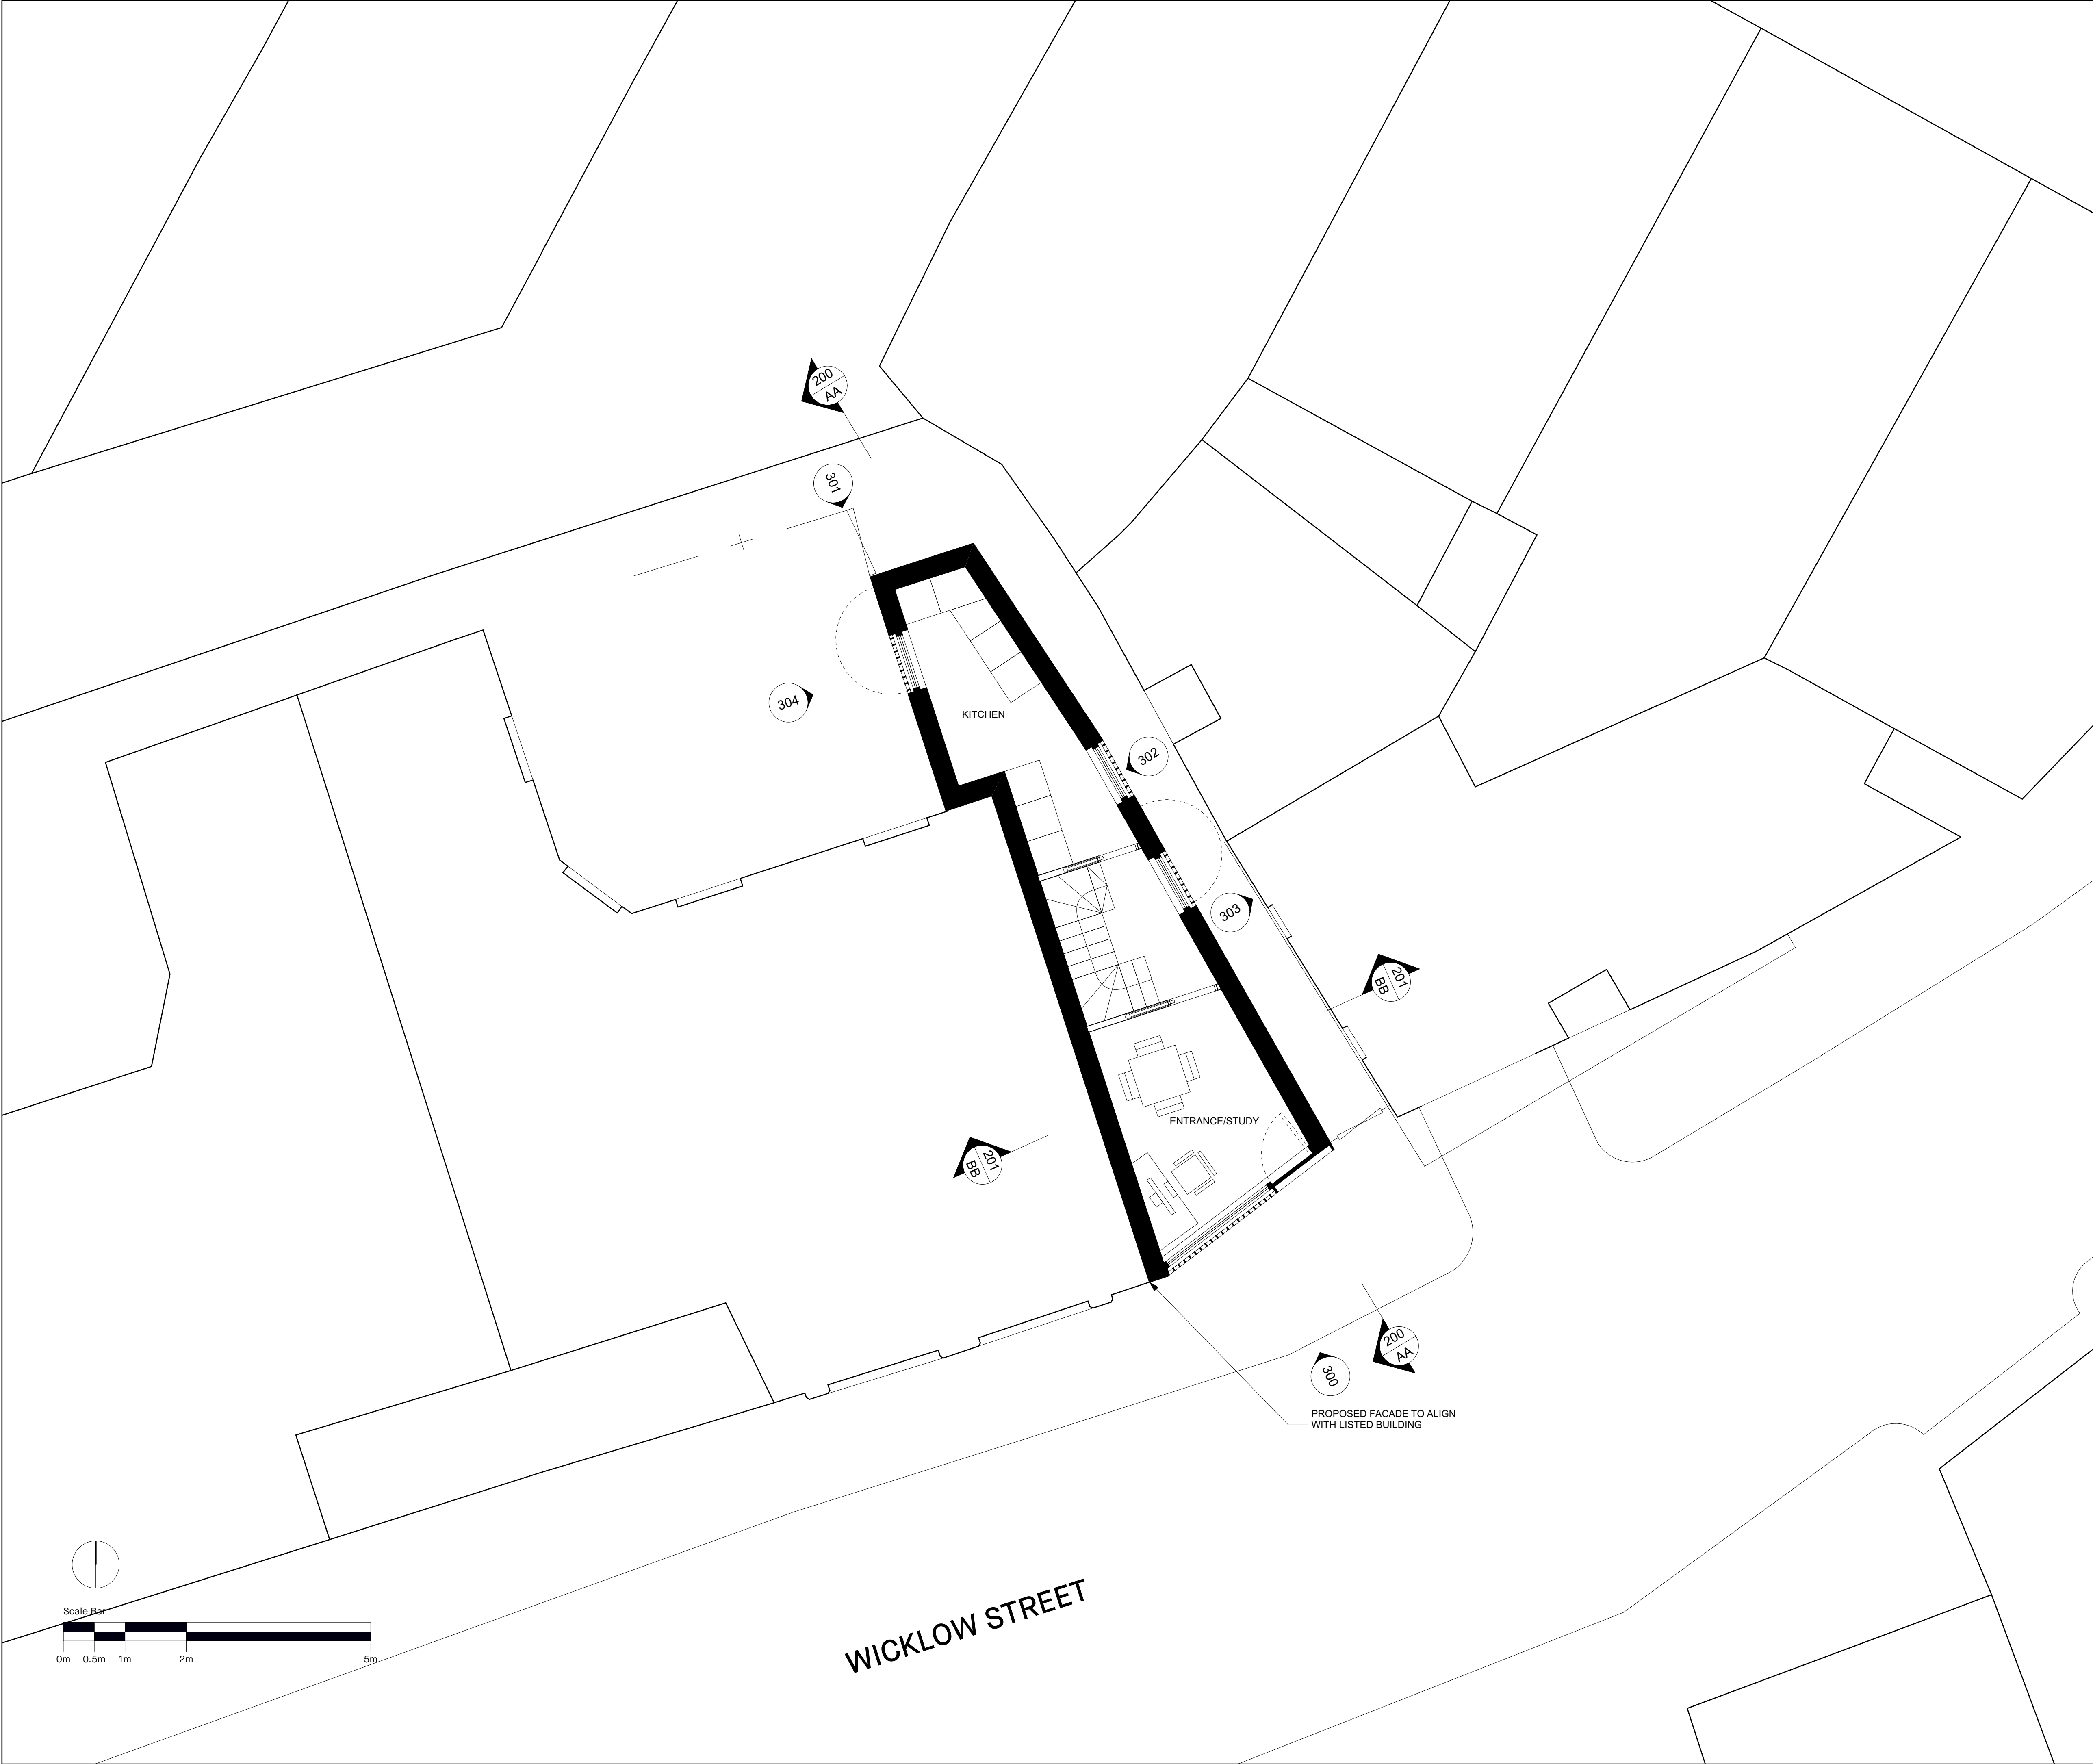 200
AA
301
304
KITCHEN
302
303
201
BB
ENTRANCE/STUDY
201
BB
200
AA
300
PROPOSED FACADE TO ALIGN
WITH LISTED BUILDING
WICKLOW STREET
Scale Bar
0m 0.5m 1m 2m 5m